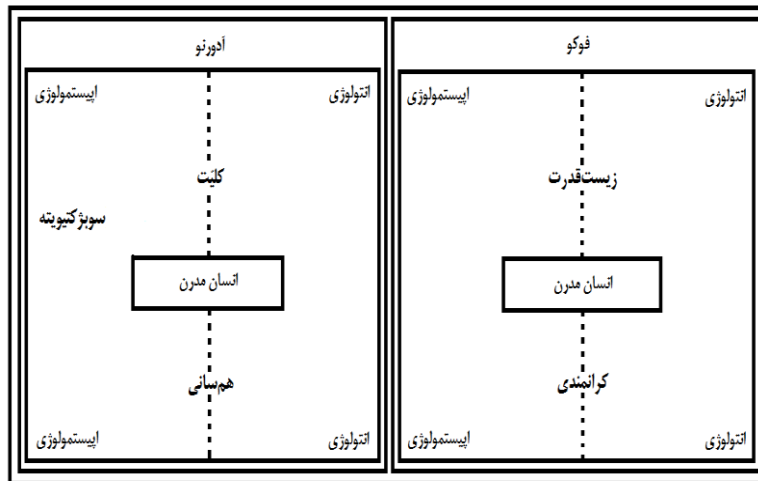 فوکو
انتولوژی
اپیستمولوژی
زیست‌قدرت
انسان مدرن
کرانمندی
انتولوژی
اپیستمولوژی
آدورنو
انتولوژی
اپیستمولوژی
کلیّت
سوبژکتیویته
انسان مدرن
هم‌سانی
انتولوژی
اپیستمولوژی